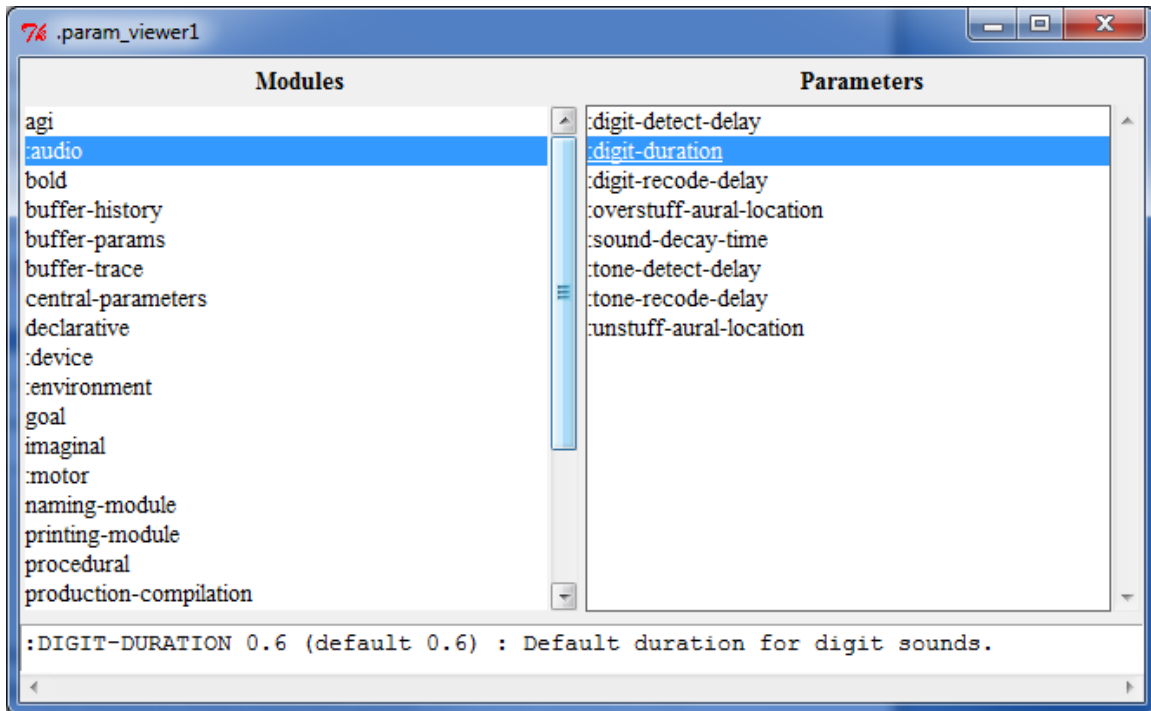 .param_viewer1
Modules
agi
:audio
bold
buffer-history
buffer-params
buffer-trace
central-parameters
declarative
:device
:environment
goal
imaginal
:motor
naming-module
printing-module
procedural
production-compilation
Parameters
:digit-detect-delay
:digit-duration
:digit-recode-delay
:overstuff-aural-location
:sound-decay-time
:tone-detect-delay
:tone-recode-delay
:unstuff-aural-location
:DIGIT-DURATION 0.6 (default 0.6) : Default duration for digit sounds.